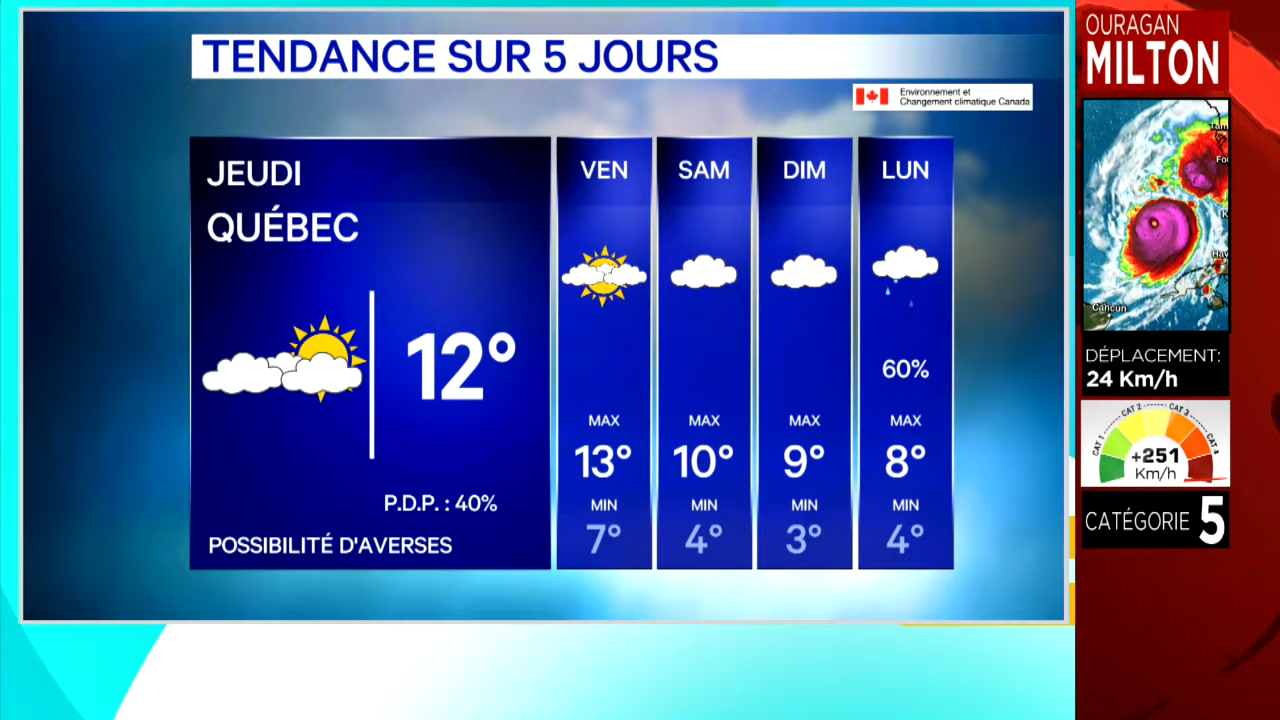 TENDANCE SUR 5 JOURS
Environnement et
Changement climatique Canada
JEUDI
QUÉBEC
12°
P.D.P. : 40%
POSSIBILITÉ D'AVERSES
VEN
MAX
13°
MIN
7°
SAM
MAX
10°
MIN
4°
DIM
MAX
9°
MIN
3°
LUN
60%
MAX
8°
MIN
4°
OURAGAN
MILTON
Cancun
DÉPLACEMENT:
24 Km/h
CAT 1
CAT 2
CAT 3
CAT 4
+251
Km/h
CATÉGORIE 5